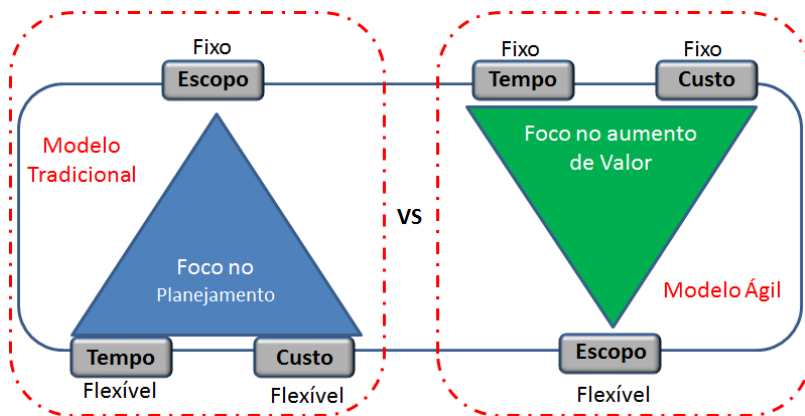 Fixo
Escopo
Modelo
Tradicional
Foco no
Planejamento
Tempo
Custo
Flexível
Flexível
VS
Fixo
Fixo
Tempo
Custo
Foco no aumento
de Valor
Modelo Ágil
Escopo
Flexível